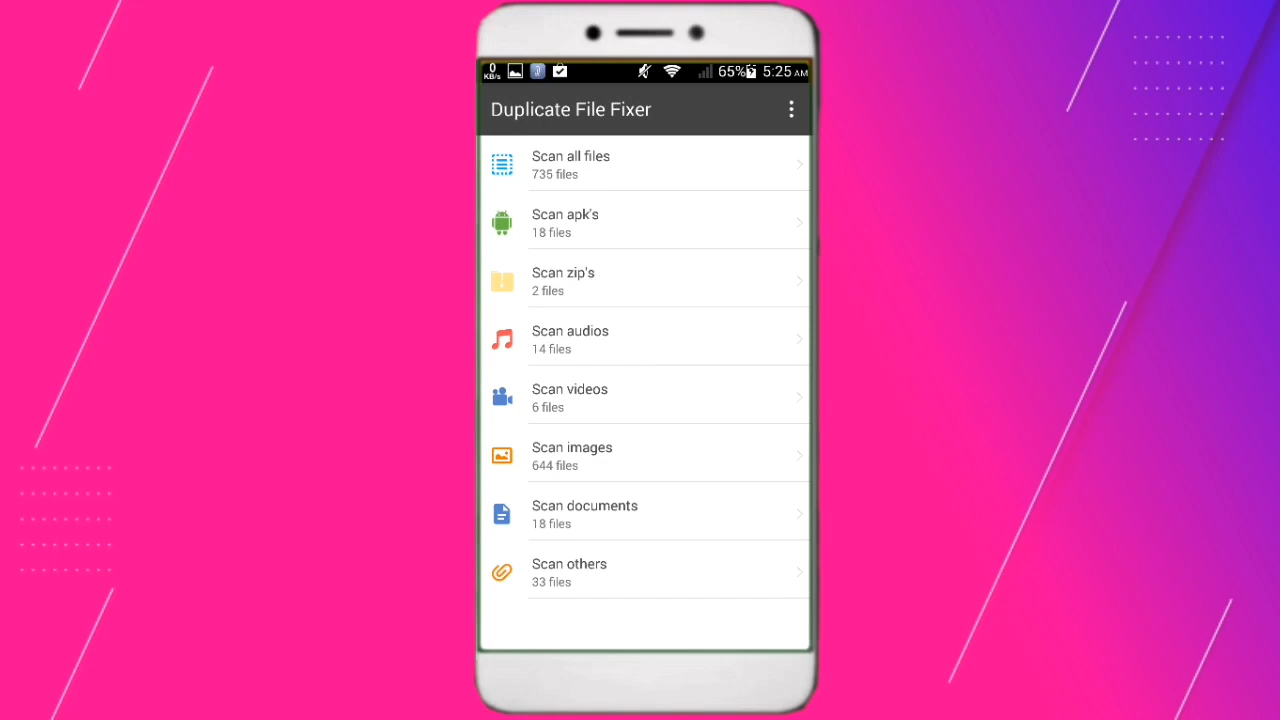 0
KB/s
65%
5:25 AM
Duplicate File Fixer
Scan all files
735 files
Scan apk's
18 files
Scan zip's
2 files
Scan audios
14 files
Scan videos
6 files
Scan images
644 files
Scan documents
18 files
Scan others
33 files